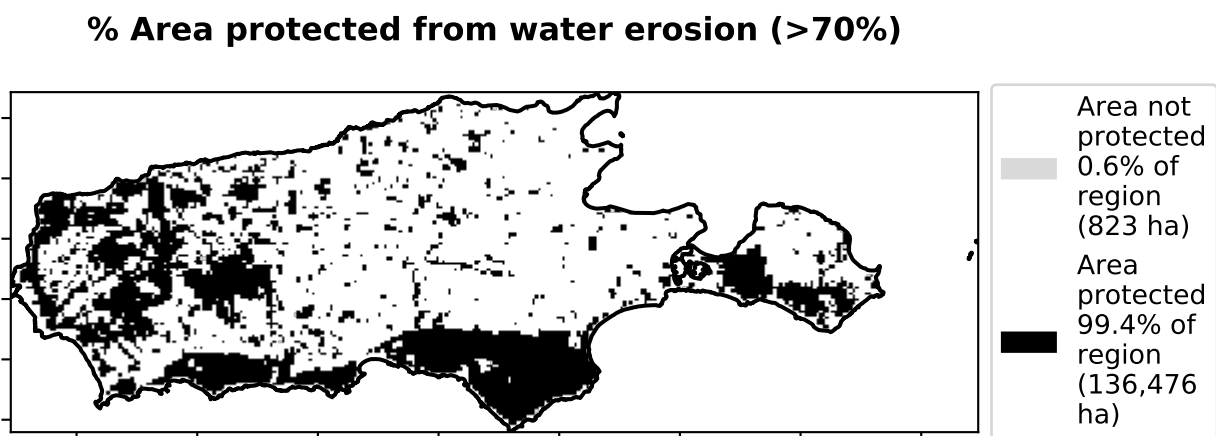 % Area protected from water erosion (>70%)
Area not
protected
0.6% of
region
(823 ha)
Area
protected
99.4% of
region
(136,476
ha)